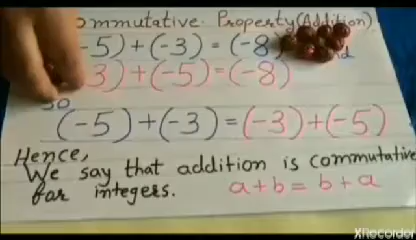 ommutative Property (Addition)
-5) + (-3) = (-8)
3) + (-5) = (-8)
so
(-5) + (-3) = (-3) + (-5)
Hence,
We say that addition is commutative
for integers. a + b = b + a
XRecorder